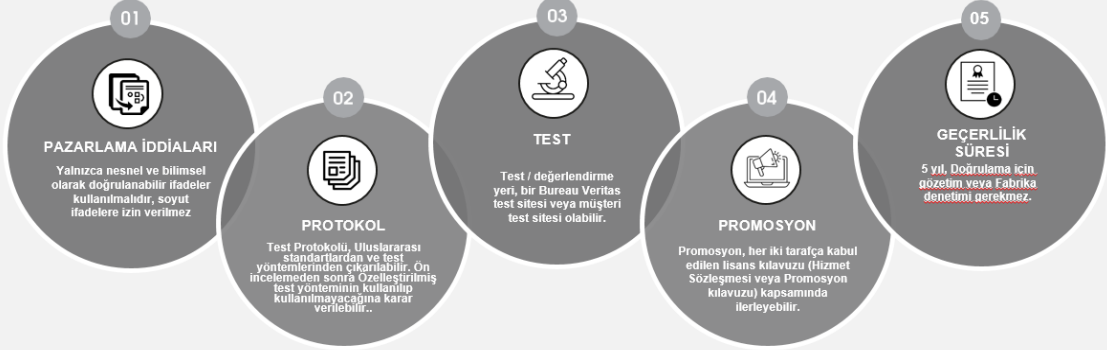 01
PAZARLAMA İDDİALARI
Yalnızca nesnel ve bilimsel
olarak doğrulanabilir ifadeler
kullanılmalıdır, soyut
ifadelere izin verilmez
02
PROTOKOL
Test Protokolü, Uluslararası
standartlardan ve test
yöntemlerinden çıkarılabilir. Ön
incelemeden sonra Özelleştirilmiş
test yönteminin kullanılıp
kullanılmayacağına karar
verilebilir..
03
TEST
Test / değerlendirme
yeri, bir Bureau Veritas
test sitesi veya müşteri
test sitesi olabilir.
04
PROMOSYON
Promosyon, her iki tarafça kabul
edilen lisans kılavuzu (Hizmet
Sözleşmesi veya Promosyon
kılavuzu) kapsamında
ilerleyebilir.
05
GEÇERLİLİK
SÜRESİ
5 yıl, Doğrulama için
gözetim veya Fabrika
denetimi gerekmez.